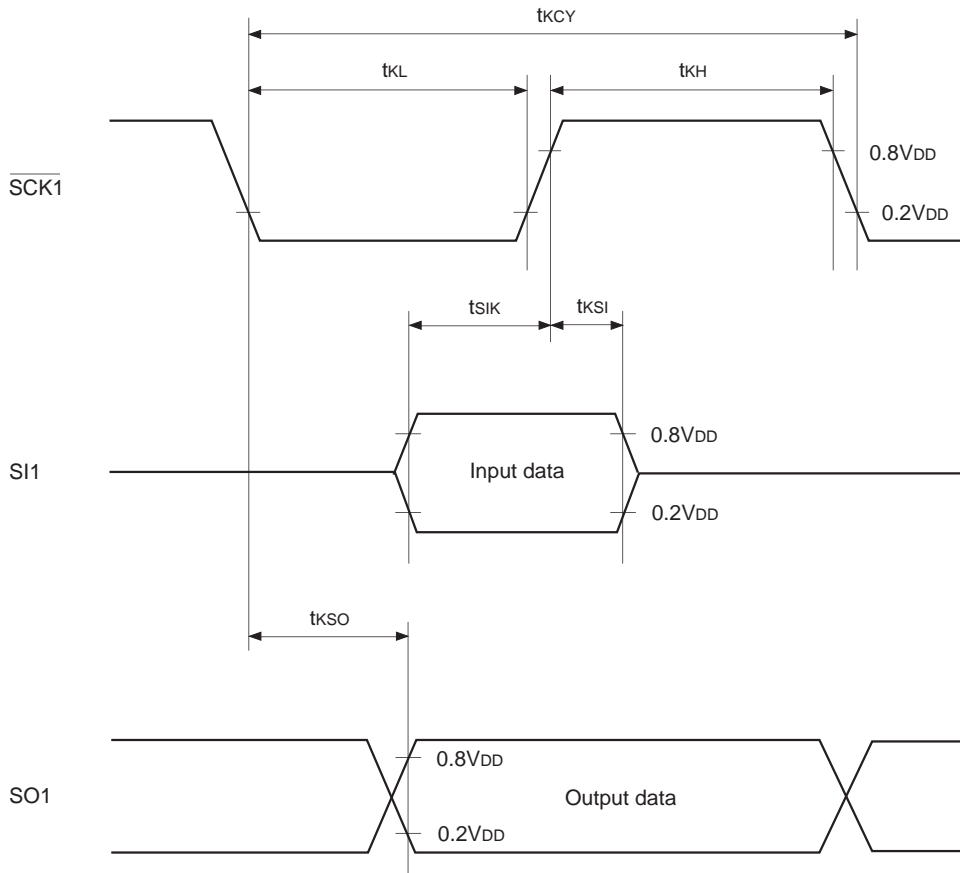 tKCY
tKL
tKH
SCK1
0.8VDD
0.2VDD
tSIK
tKSI
SI1
Input data
0.8VDD
0.2VDD
tKSO
SO1
0.8VDD
Output data
0.2VDD